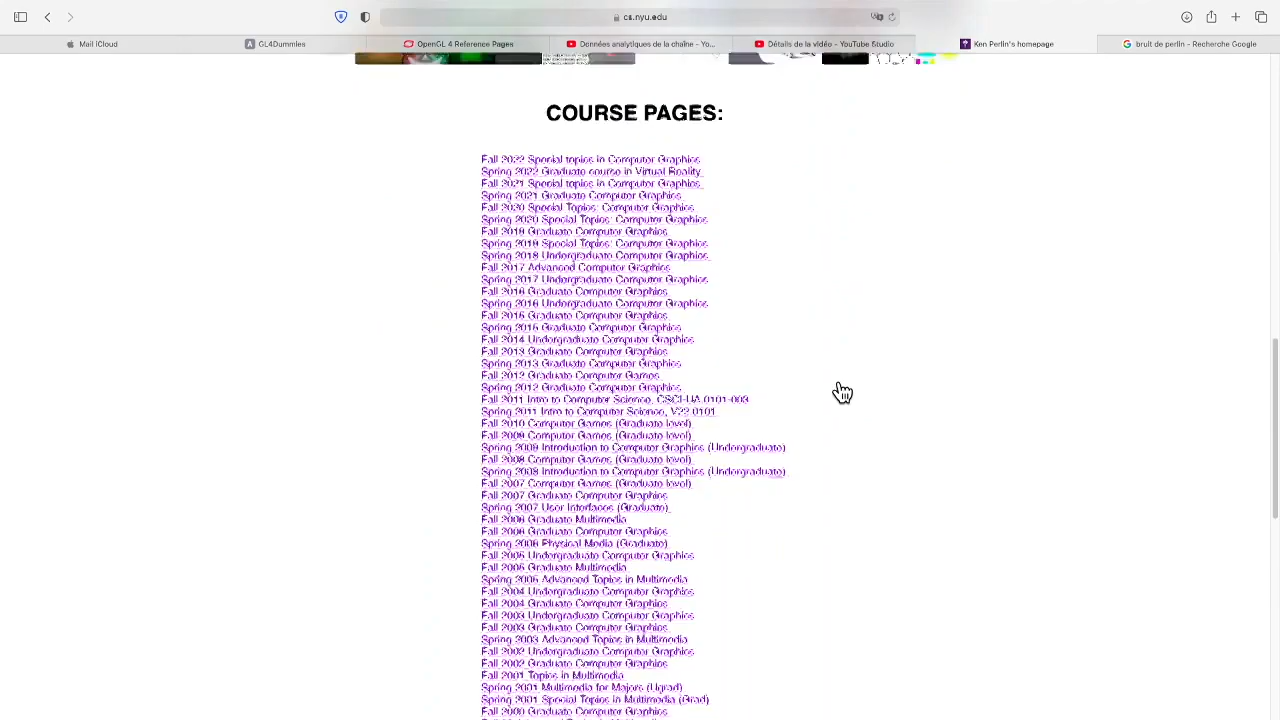 cs.nyu.edu
Mail iCloud
GL4Dummies
OpenGL 4 Reference Pages
Données analytiques de la chaîne - Yo...
Détails de la vidéo - YouTube Studio
Ken Perlin's homepage
bruit de perlin - Recherche Google
COURSE PAGES:
Fall 2022 Special topics in Computer Graphics
Spring 2022 Graduate course in Virtual Reality
Fall 2021 Special topics in Computer Graphics
Spring 2021 Graduate Computer Graphics
Fall 2020 Special Topics: Computer Graphics
Spring 2020 Special Topics: Computer Graphics
Fall 2019 Graduate Computer Graphics
Spring 2019 Special Topics: Computer Graphics
Spring 2018 Undergraduate Computer Graphics
Fall 2017 Advanced Computer Graphics
Spring 2017 Undergraduate Computer Graphics
Fall 2016 Graduate Computer Graphics
Spring 2016 Undergraduate Computer Graphics
Fall 2015 Graduate Computer Graphics
Spring 2015 Graduate Computer Graphics
Fall 2014 Undergraduate Computer Graphics
Fall 2013 Graduate Computer Graphics
Spring 2013 Graduate Computer Graphics
Fall 2012 Graduate Computer Games
Spring 2012 Graduate Computer Graphics
Fall 2011 Intro to Computer Science, CSCI-UA 0101-003
Spring 2011 Intro to Computer Science, V22 0101
Fall 2010 Computer Games (Graduate level)
Fall 2009 Computer Games (Graduate level)
Spring 2009 Introduction to Computer Graphics (Undergraduate)
Fall 2008 Computer Games (Graduate level)
Spring 2008 Introduction to Computer Graphics (Undergraduate)
Fall 2007 Computer Games (Graduate level)
Fall 2007 Graduate Computer Graphics
Spring 2007 User Interfaces (Graduate)
Fall 2006 Graduate Multimedia
Fall 2006 Graduate Computer Graphics
Spring 2006 Physical Media (Graduate)
Fall 2005 Undergraduate Computer Graphics
Fall 2005 Graduate Multimedia
Spring 2005 Advanced Topics in Multimedia
Fall 2004 Undergraduate Computer Graphics
Fall 2004 Graduate Computer Graphics
Fall 2003 Undergraduate Computer Graphics
Fall 2003 Graduate Computer Graphics
Spring 2003 Advanced Topics in Multimedia
Fall 2002 Undergraduate Computer Graphics
Fall 2002 Graduate Computer Graphics
Fall 2001 Topics in Multimedia
Spring 2001 Multimedia for Majors (Ugrad)
Spring 2001 Special Topics in Multimedia (Grad)
Fall 2000 Graduate Computer Graphics